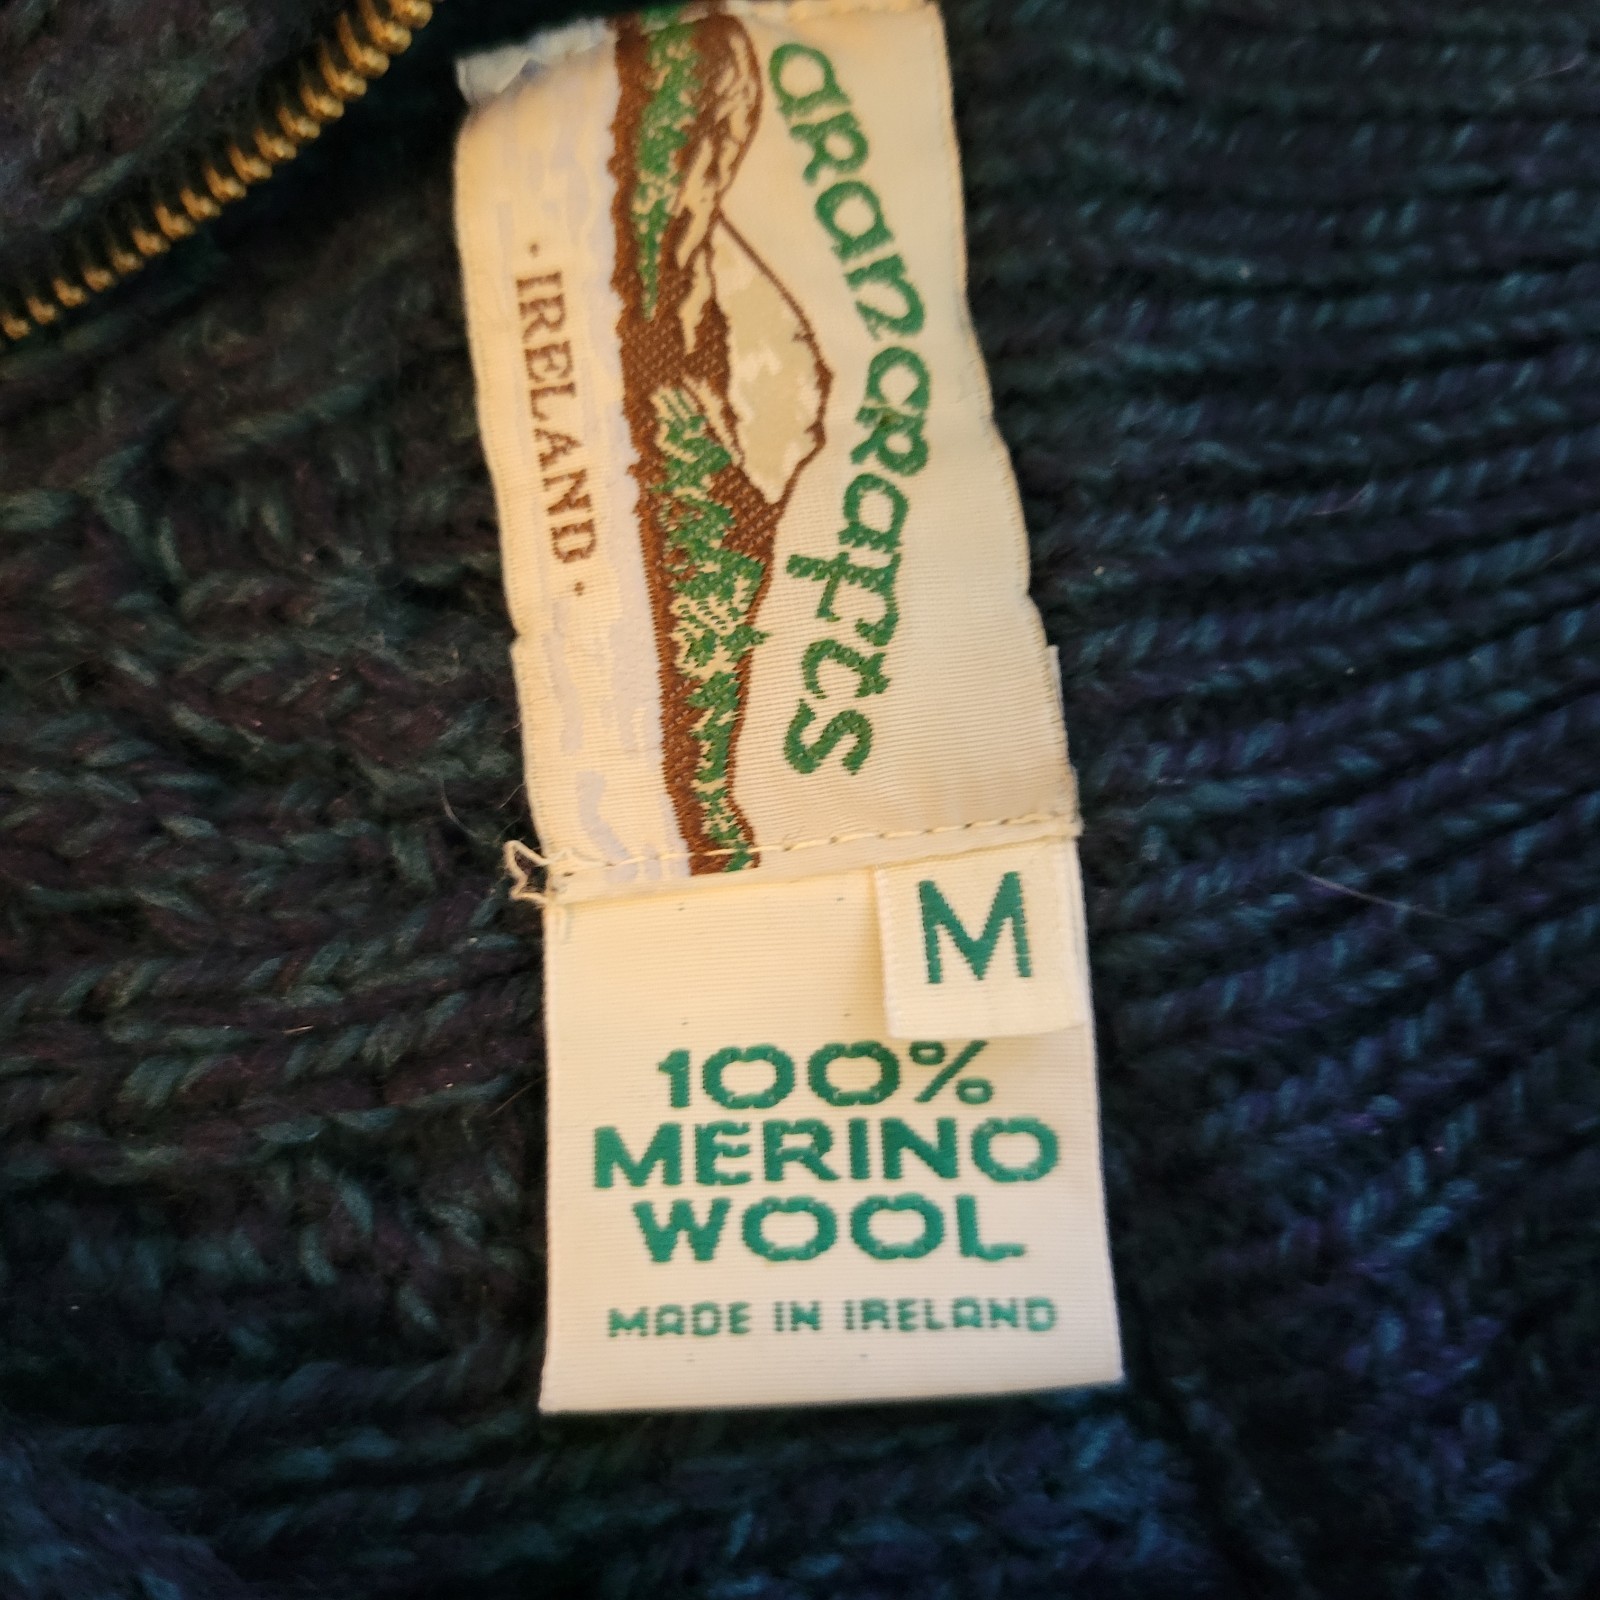 arancrafts
· IRELAND ·
M
100%
MERINO
WOOL
MADE IN IRELAND